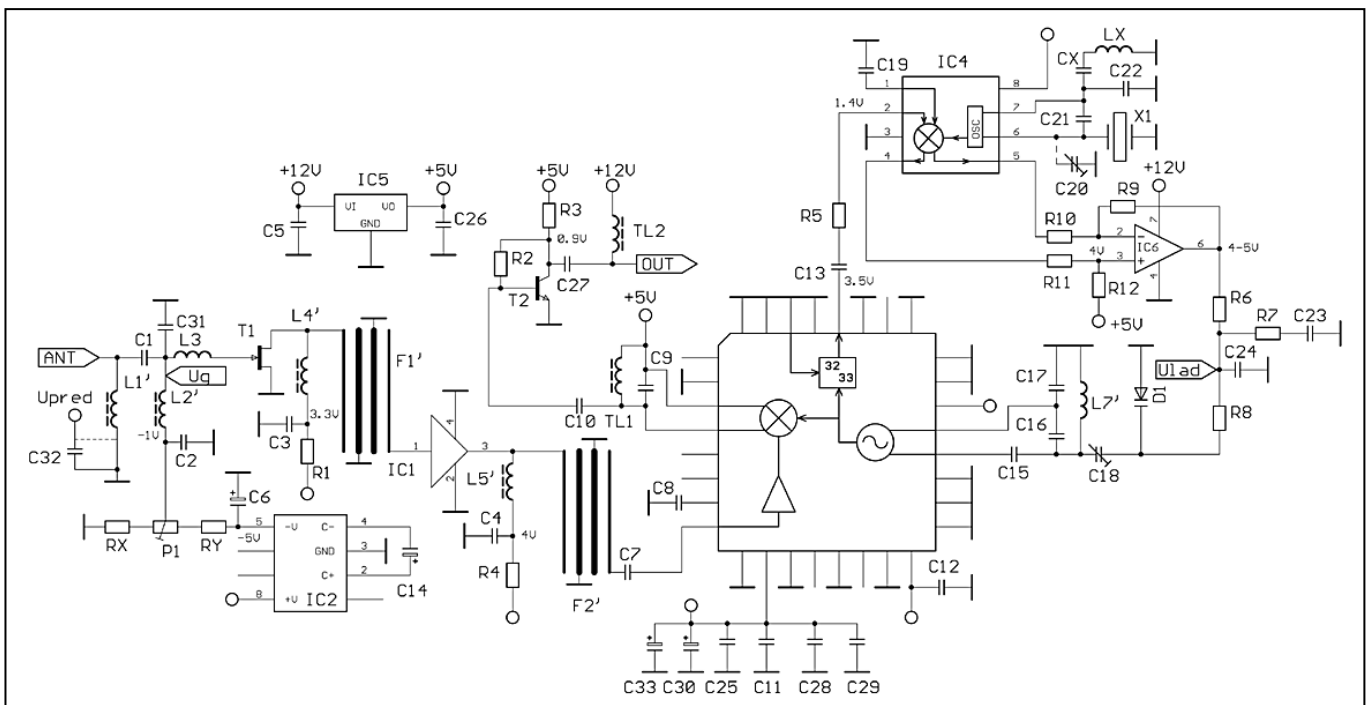 IC4
LX
CX
C19
C22
1
8
1.4V
2
7
C21
X1
3
OSC
6
4
5
C20
+12V
R9
R5
R10
2
7
IC6
6
4-5V
4V
3
4
R11
R12
C13
3.5V
+5V
R6
R7
C23
Ulad
C24
R8
+12V
IC5
+5V
VI
VO
GND
C5
C26
+5V
+12V
R3
TL2
0.9V
R2
C27
OUT
T2
+5V
C9
C10
TL1
32
33
C17
L7'
D1
C16
C15
C18
C31
L3
T1
L4'
F1'
ANT
C1
Ug
L1'
L2'
Upred
-1V
C2
C32
C3
3.3V
R1
1
4
3
2
IC1
L5'
C4
4V
R4
F2'
C7
C8
C12
C6
RX
P1
RY
-5V
5
-V
C-
4
GND
3
C+
2
8
+V
IC2
C14
C33
C30
C25
C11
C28
C29